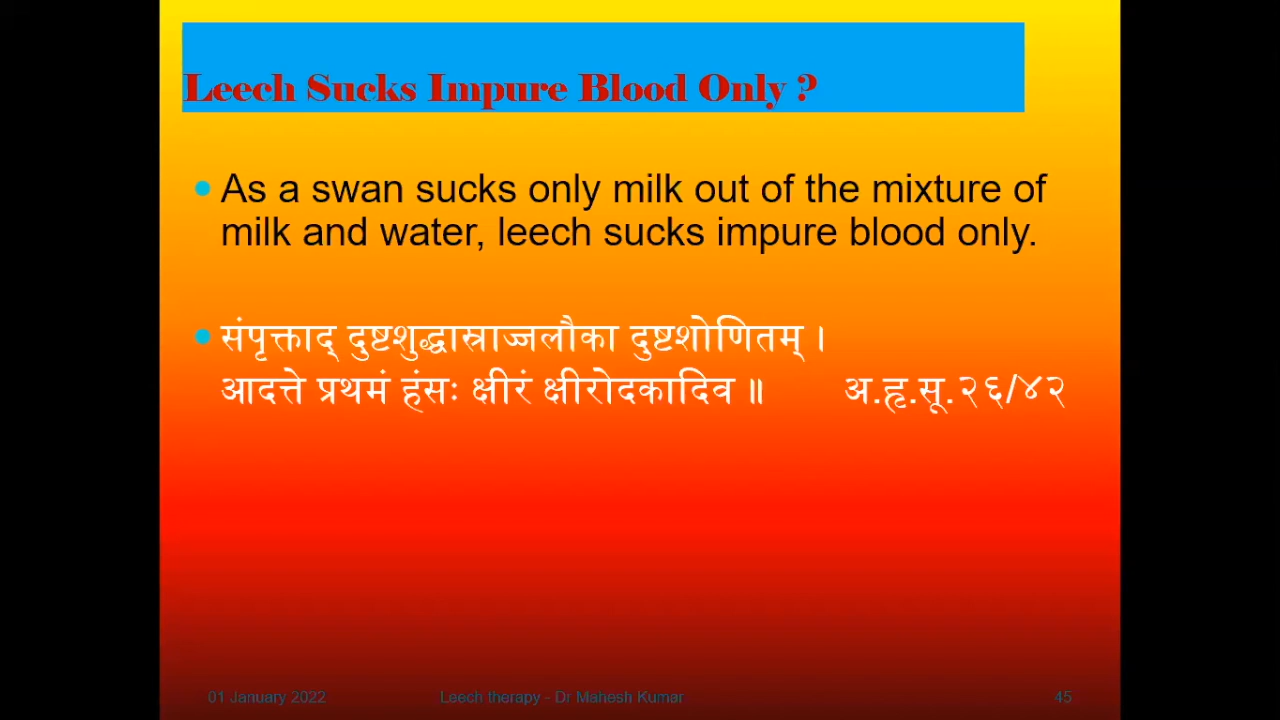 Leech Sucks Impure Blood Only ?
As a swan sucks only milk out of the mixture of
milk and water, leech sucks impure blood only.
संपृक्ताद् दुष्टशुद्धास्राज्जलौका दुष्टशोणितम् ।
आदत्ते प्रथमं हंसः क्षीरं क्षीरोदकादिव ॥ अ.हृ.सू.२६/४२
01 January 2022 Leech therapy - Dr Mahesh Kumar 45